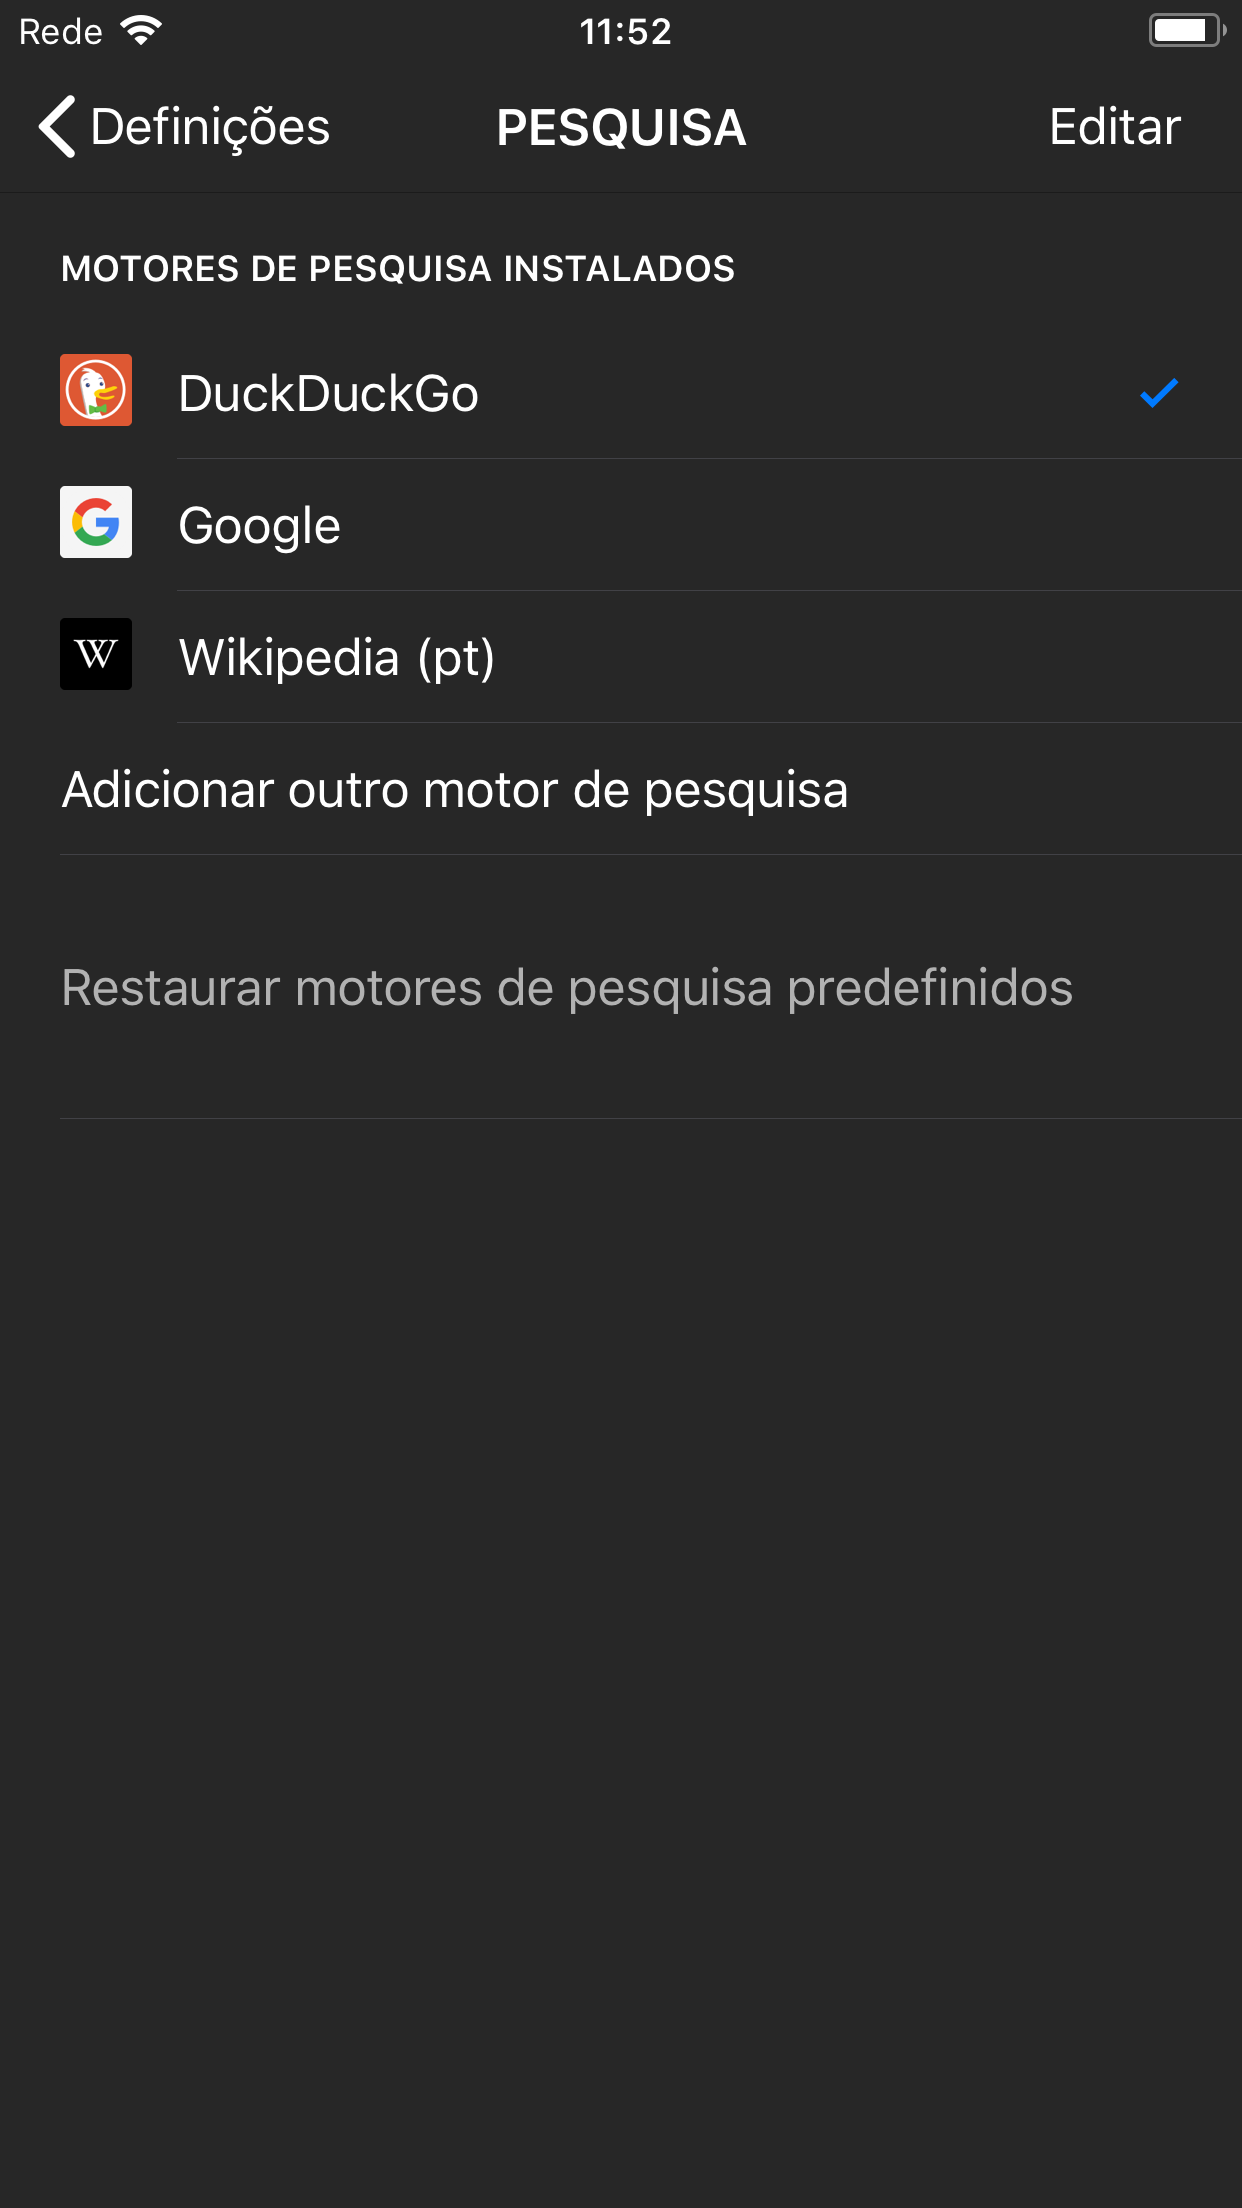 Rede
11:52
Definições
PESQUISA
Editar
MOTORES DE PESQUISA INSTALADOS
DuckDuckGo
Google
W
Wikipedia (pt)
Adicionar outro motor de pesquisa
Restaurar motores de pesquisa predefinidos